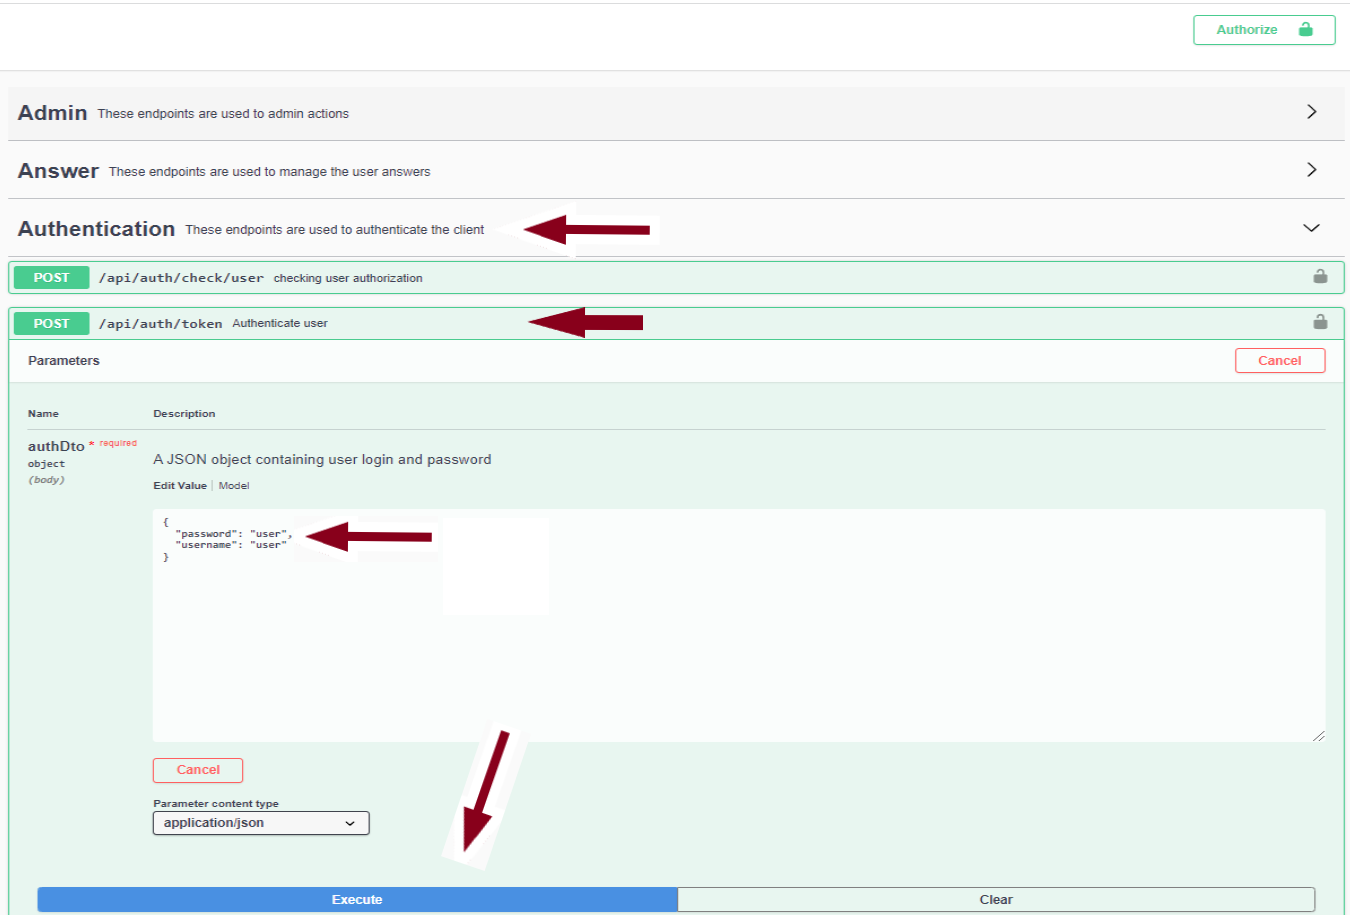 Authorize
Admin These endpoints are used to admin actions
Answer These endpoints are used to manage the user answers
Authentication These endpoints are used to authenticate the client
POST /api/auth/check/user checking user authorization
POST /api/auth/token Authenticate user
Parameters Cancel
Name Description
authDto * required
object
(body)
A JSON object containing user login and password
Edit Value | Model
{
"password": "user",
"username": "user"
}
Cancel
Parameter content type
application/json
Execute Clear